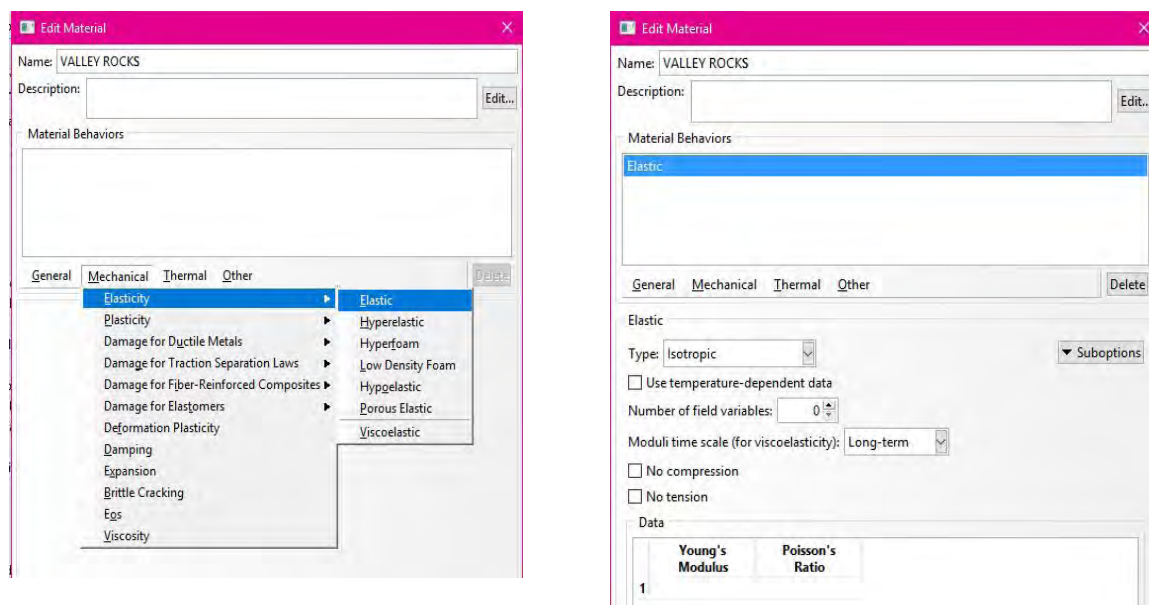 Edit Material
Name: VALLEY ROCKS
Description:
Edit...
Material Behaviors
General Mechanical Thermal Other Delete
Elasticity
Plasticity
Damage for Ductile Metals
Damage for Traction Separation Laws
Damage for Fiber-Reinforced Composites
Damage for Elastomers
Deformation Plasticity
Damping
Expansion
Brittle Cracking
Eos
Viscosity
Elastic
Hyperelastic
Hyperfoam
Low Density Foam
Hypoelastic
Porous Elastic
Viscoelastic
Edit Material
Name: VALLEY ROCKS
Description:
Edit..
Material Behaviors
Elastic
General Mechanical Thermal Other Delete
Elastic
Type: Isotropic Suboptions
Use temperature-dependent data
Number of field variables: 0
Moduli time scale (for viscoelasticity): Long-term
No compression
No tension
Data
Young's Poisson's
Modulus Ratio
1